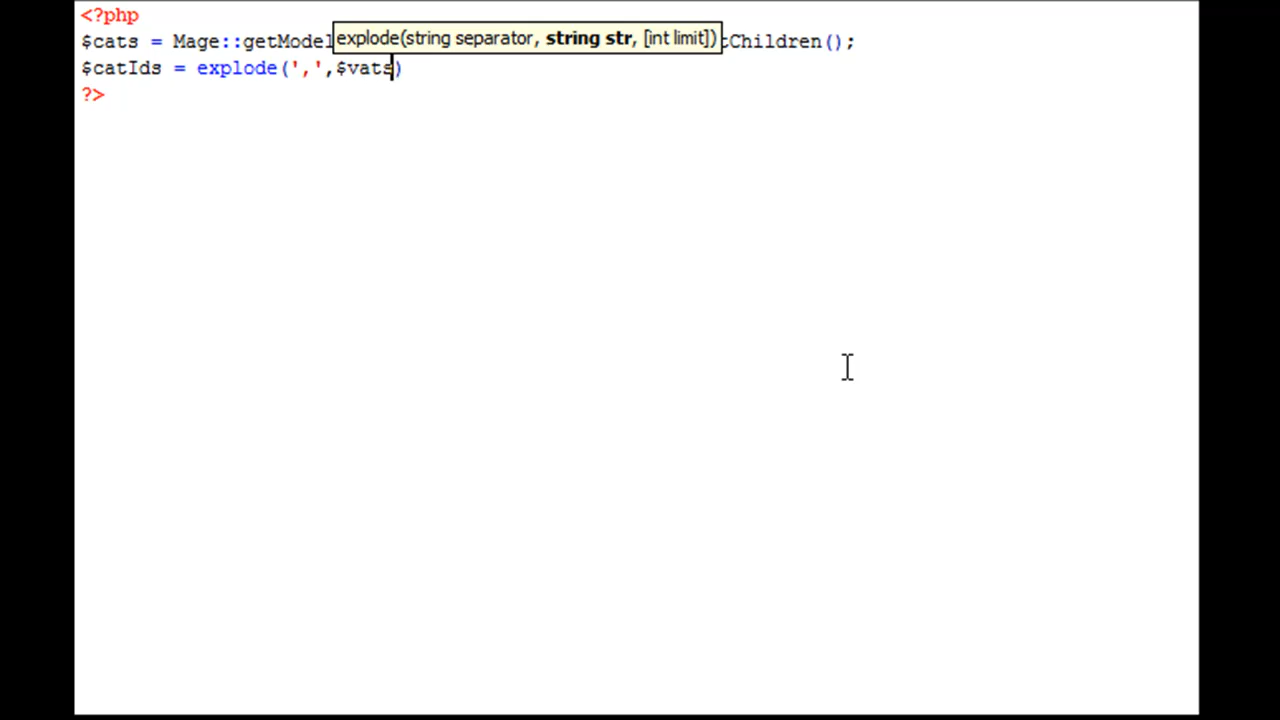 <?php
$cats = Mage::getModel explode(string separator, string str, [int limit]) Children();
$catIds = explode(',',$vats)
?>